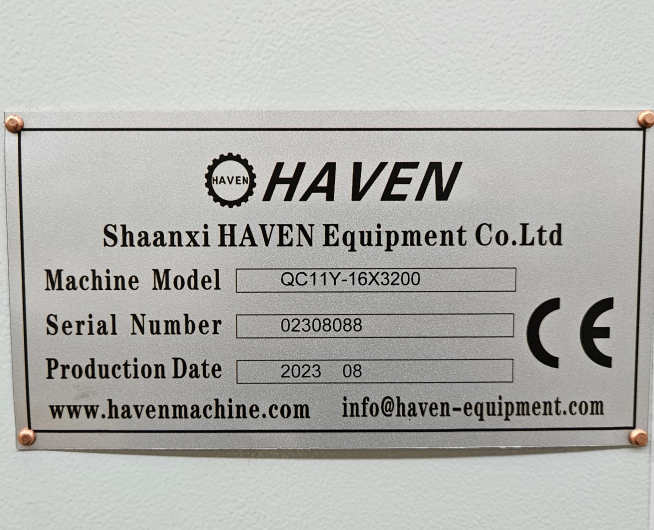 HAVEN HAVEN
Shaanxi HAVEN Equipment Co.Ltd
Machine Model QC11Y-16X3200
Serial Number 02308088
Production Date 2023 08
CE
www.havenmachine.com info@haven-equipment.com